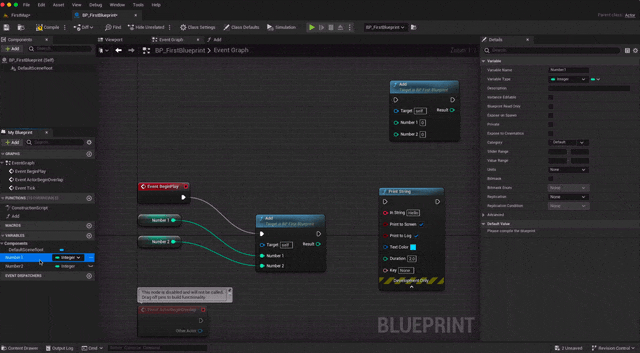 File Edit Asset View Debug Window Tools Help
FirstMap
BP_FirstBlueprint*
Parent class: Actor
Compile
Diff
Find
Hide Unrelated
Class Settings
Class Defaults
Simulation
BP_FirstBlueprint
Components
Add
Search
BP_FirstBlueprint (Self)
DefaultSceneRoot
My Blueprint
Add
Search
GRAPHS
EventGraph
Event BeginPlay
Event ActorBeginOverlap
Event Tick
FUNCTIONS
ConstructionScript
Add
MACROS
VARIABLES
Components
DefaultSceneRoot
Number1 Integer
Number2 Integer
EVENT DISPATCHERS
Viewport
Event Graph
Add
BP_FirstBlueprint > Event Graph
Add
Target is BP First Blueprint
Target self Result
Number 1 0
Number 2 0
Event BeginPlay
Number 1
Number 2
Add
Target is BP First Blueprint
Target self Result
Number 1
Number 2
Print String
In String Hello
Print to Screen
Print to Log
Text Color
Duration 2.0
Key None
Development Only
This node is disabled and will not be called.
Drag off pins to build functionality.
Event ActorBeginOverlap
Other Actor
BLUEPRINT
Details
Search
Variable
Variable Name Number1
Variable Type Integer
Description
Instance Editable
Blueprint Read Only
Expose on Spawn
Private
Expose to Cinematics
Category Default
Slider Range
Value Range
Units None
Bitmask
Bitmask Enum None
Replication None
Replication Condition None
Advanced
Default Value
Please compile the blueprint
Content Drawer
Output Log
Cmd
Enter Console Command
2 Unsaved
Revision Control